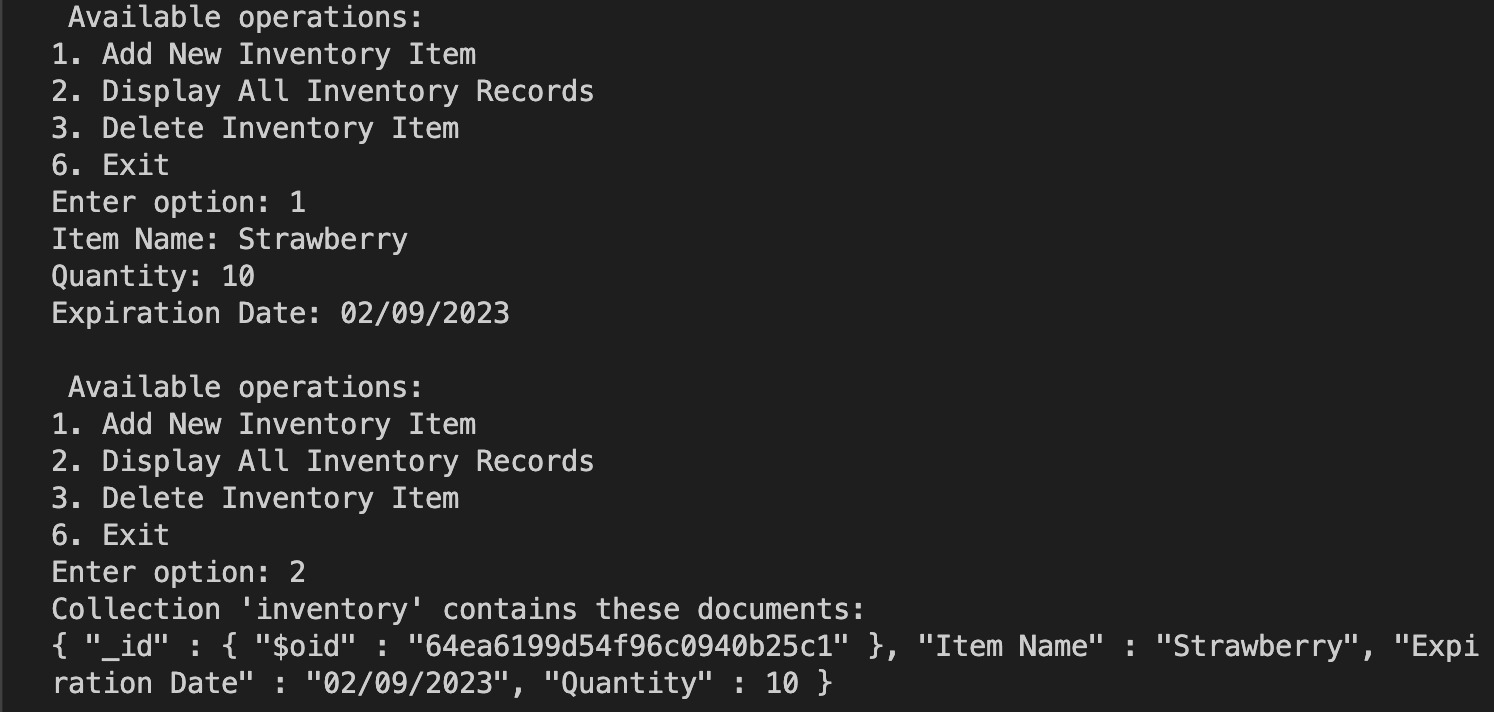 Available operations:
1. Add New Inventory Item
2. Display All Inventory Records
3. Delete Inventory Item
6. Exit
Enter option: 1
Item Name: Strawberry
Quantity: 10
Expiration Date: 02/09/2023
Available operations:
1. Add New Inventory Item
2. Display All Inventory Records
3. Delete Inventory Item
6. Exit
Enter option: 2
Collection 'inventory' contains these documents:
{ "_id" : { "$oid" : "64ea6199d54f96c0940b25c1" }, "Item Name" : "Strawberry", "Expi
ration Date" : "02/09/2023", "Quantity" : 10 }